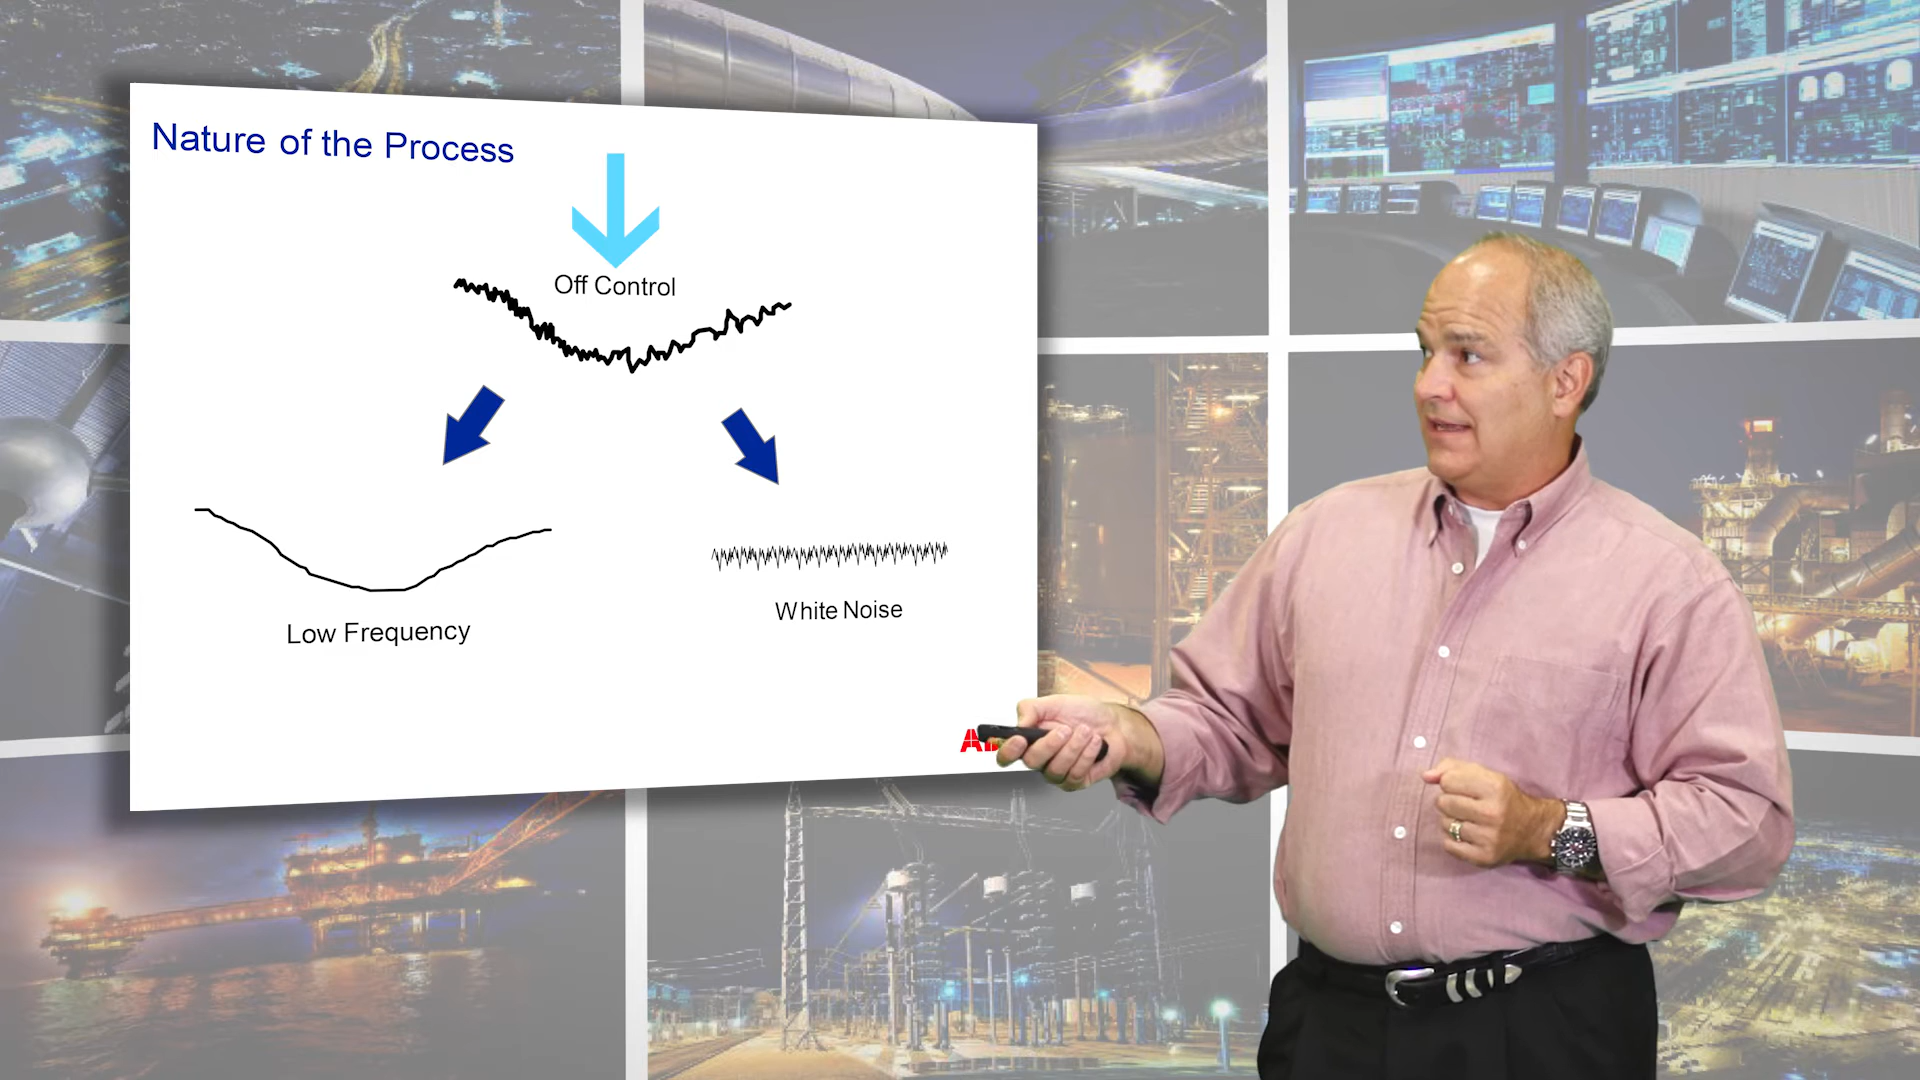 Nature of the Process
Off Control
Low Frequency
White Noise